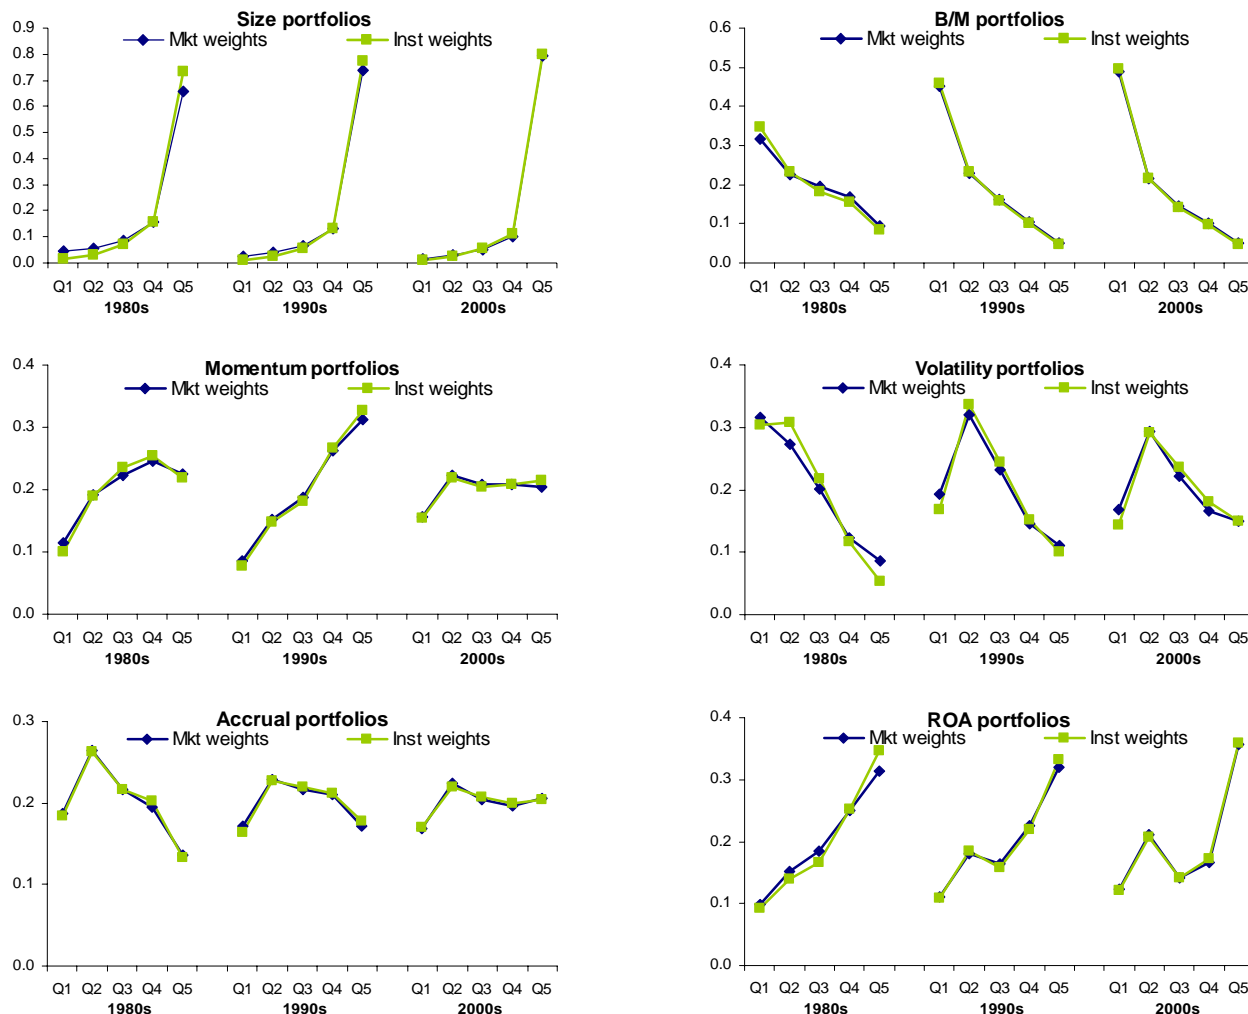 Size portfolios
Mkt weights Inst weights
0.9
0.8
0.7
0.6
0.5
0.4
0.3
0.2
0.1
0.0
Q1 Q2 Q3 Q4 Q5 Q1 Q2 Q3 Q4 Q5 Q1 Q2 Q3 Q4 Q5
1980s 1990s 2000s
B/M portfolios
Mkt weights Inst weights
0.6
0.5
0.4
0.3
0.2
0.1
0.0
Q1 Q2 Q3 Q4 Q5 Q1 Q2 Q3 Q4 Q5 Q1 Q2 Q3 Q4 Q5
1980s 1990s 2000s
Momentum portfolios
Mkt weights Inst weights
0.4
0.3
0.2
0.1
0.0
Q1 Q2 Q3 Q4 Q5 Q1 Q2 Q3 Q4 Q5 Q1 Q2 Q3 Q4 Q5
1980s 1990s 2000s
Volatility portfolios
Mkt weights Inst weights
0.4
0.3
0.2
0.1
0.0
Q1 Q2 Q3 Q4 Q5 Q1 Q2 Q3 Q4 Q5 Q1 Q2 Q3 Q4 Q5
1980s 1990s 2000s
Accrual portfolios
Mkt weights Inst weights
0.3
0.2
0.1
0.0
Q1 Q2 Q3 Q4 Q5 Q1 Q2 Q3 Q4 Q5 Q1 Q2 Q3 Q4 Q5
1980s 1990s 2000s
ROA portfolios
Mkt weights Inst weights
0.4
0.3
0.2
0.1
0.0
Q1 Q2 Q3 Q4 Q5 Q1 Q2 Q3 Q4 Q5 Q1 Q2 Q3 Q4 Q5
1980s 1990s 2000s